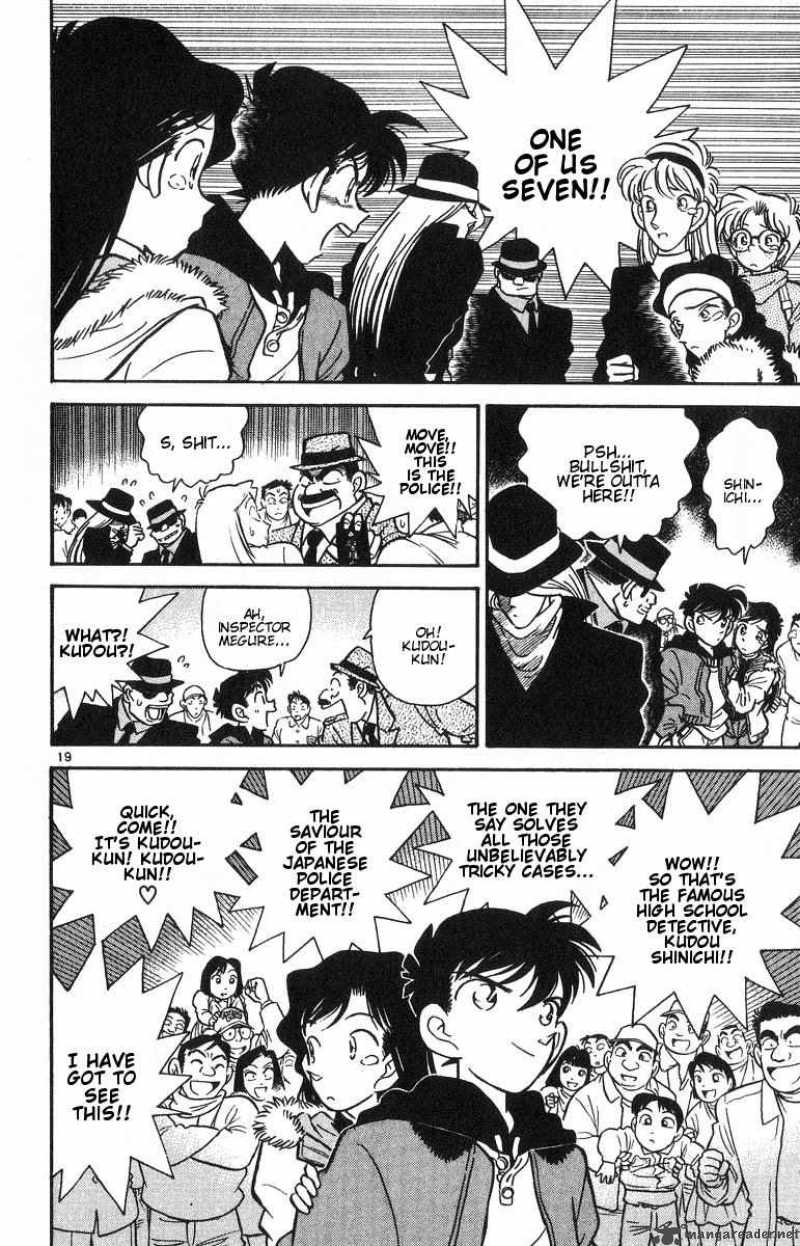 ONE
OF US
SEVEN!!
SHIN-
ICHI...
PSH...
BULLSHIT,
WE'RE OUTTA
HERE!!
MOVE,
MOVE!!
THIS
IS THE
POLICE!!
S, SHIT...
OH!
KUDOU-
KUN!
AH,
INSPECTOR
MEGURE...
WHAT?!
KUDOU?!
19
WOW!!
SO THAT'S
THE FAMOUS
HIGH SCHOOL
DETECTIVE,
KUDOU
SHINICHI!!
THE ONE THEY
SAY SOLVES
ALL THOSE
UNBELIEVABLY
TRICKY CASES...
THE
SAVIOUR
OF THE
JAPANESE
POLICE
DEPART-
MENT!!
QUICK,
COME!!
IT'S KUDOU-
KUN! KUDOU-
KUN!!
♡
I HAVE
GOT TO
SEE
THIS!!
mangareader.net